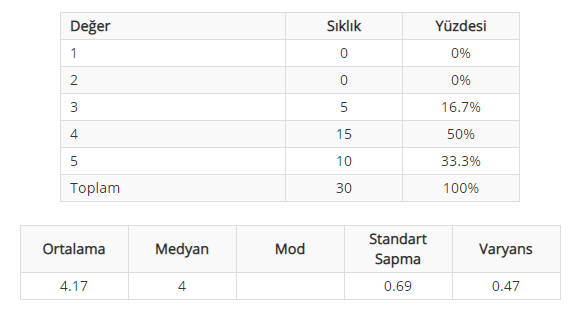 Değer Sıklık Yüzdesi
1 0 0%
2 0 0%
3 5 16.7%
4 15 50%
5 10 33.3%
Toplam 30 100%
Ortalama Medyan Mod Standart Sapma Varyans
4.17 4 0.69 0.47